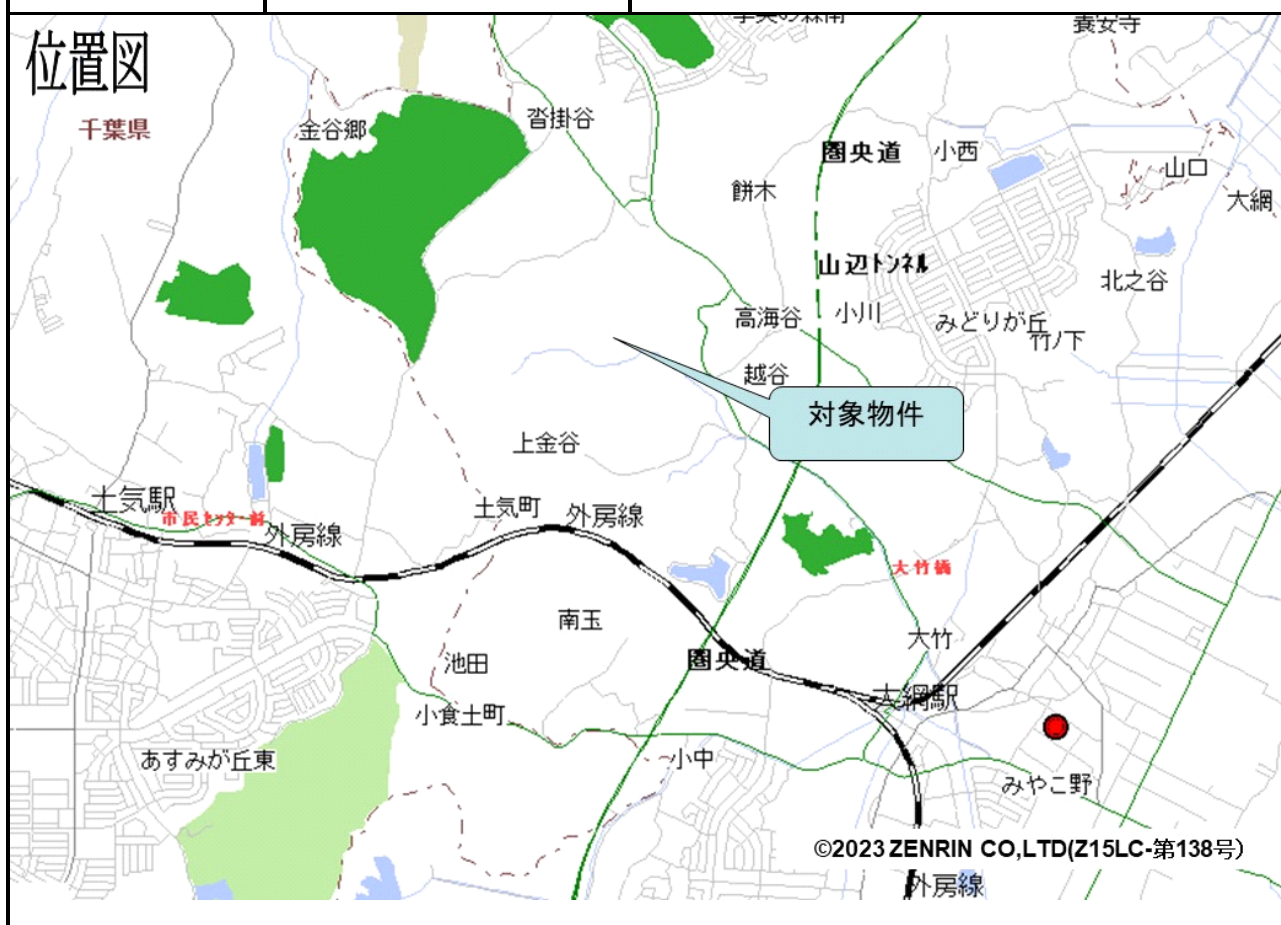 位置図
養安寺
千葉県
金谷郷
沓掛谷
圏央道
小西
山口
餅木
大網
山辺トンネル
北之谷
高海谷
小川
みどりが丘
竹ノ下
越谷
対象物件
上金谷
土気駅
市民センター前
外房線
土気町
外房線
大竹橋
南玉
大竹
池田
圏央道
大網駅
小食土町
あすみが丘東
小中
みやこ野
©2023 ZENRIN CO,LTD(Z15LC-第138号)
外房線